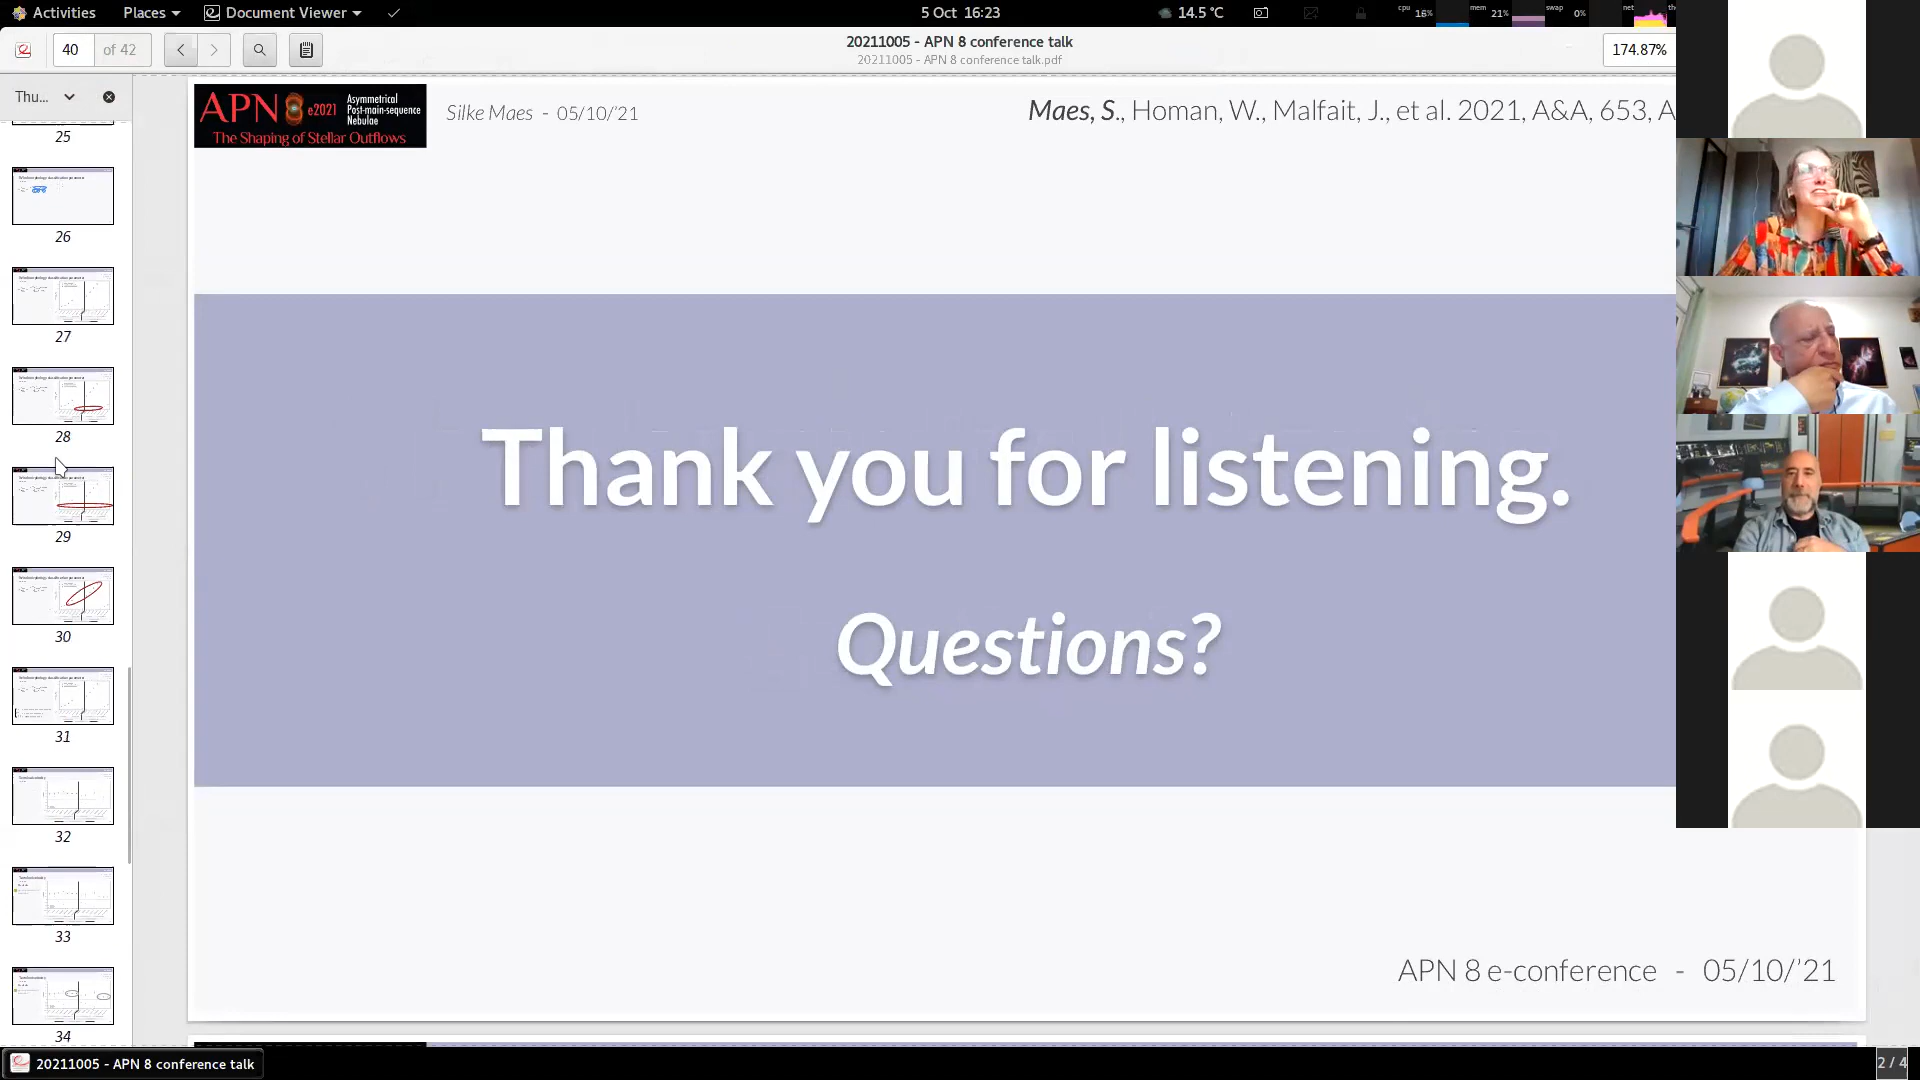 Activities Places Document Viewer 5 Oct 16:23 14.5 °C cpu 16% mem 21% swap 0% net
40 of 42
20211005 - APN 8 conference talk
20211005 - APN 8 conference talk.pdf
174.87%
Thu...
APN e2021 Asymmetrical Post-main-sequence Nebulae
The Shaping of Stellar Outflows
Silke Maes - 05/10/'21
Maes, S., Homan, W., Malfait, J., et al. 2021, A&A, 653, A
25
26
27
28
29
30
31
32
33
34
Thank you for listening.
Questions?
APN 8 e-conference - 05/10/'21
20211005 - APN 8 conference talk
2 / 4